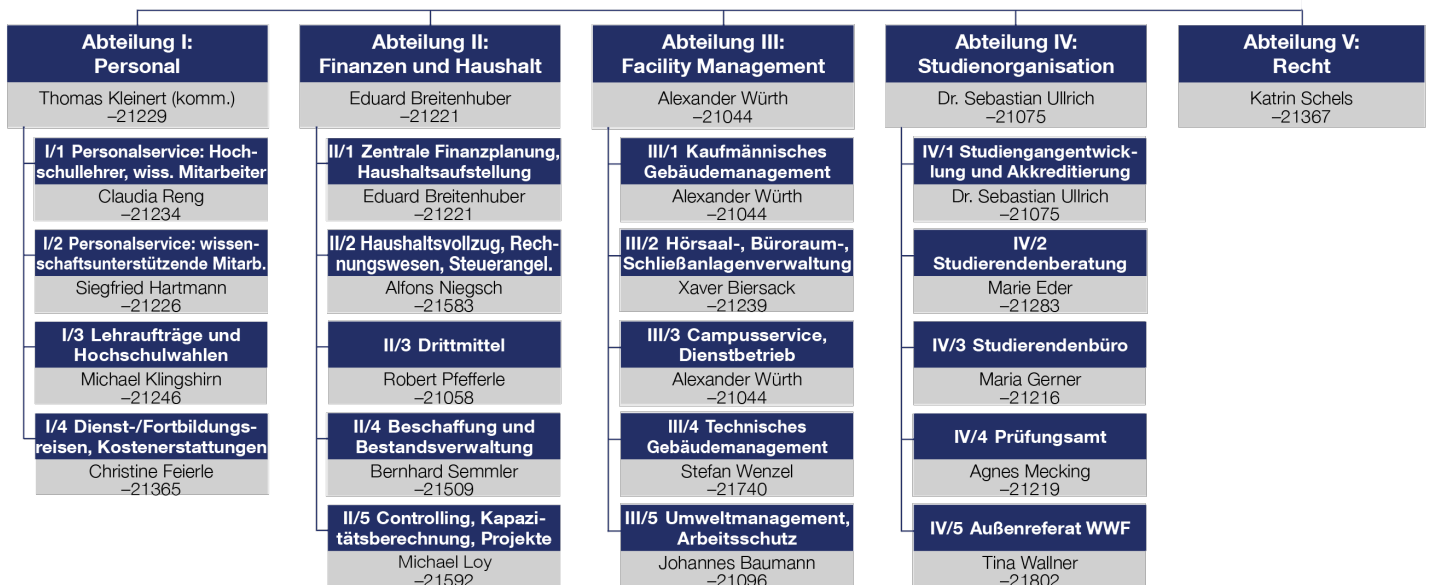 Abteilung I:
Personal
Thomas Kleinert (komm.)
–21229
I/1 Personalservice: Hoch-
schullehrer, wiss. Mitarbeiter
Claudia Reng
–21234
I/2 Personalservice: wissen-
schaftsunterstützende Mitarb.
Siegfried Hartmann
–21226
I/3 Lehraufträge und
Hochschulwahlen
Michael Klingshirn
–21246
I/4 Dienst-/Fortbildungs-
reisen, Kostenerstattungen
Christine Feierle
–21365
Abteilung II:
Finanzen und Haushalt
Eduard Breitenhuber
–21221
II/1 Zentrale Finanzplanung,
Haushaltsaufstellung
Eduard Breitenhuber
–21221
II/2 Haushaltsvollzug, Rech-
nungswesen, Steuerangel.
Alfons Niegsch
–21583
II/3 Drittmittel
Robert Pfefferle
–21058
II/4 Beschaffung und
Bestandsverwaltung
Bernhard Semmler
–21509
II/5 Controlling, Kapazi-
tätsberechnung, Projekte
Michael Loy
–21592
Abteilung III:
Facility Management
Alexander Würth
–21044
III/1 Kaufmännisches
Gebäudemanagement
Alexander Würth
–21044
III/2 Hörsaal-, Büroraum-,
Schließanlagenverwaltung
Xaver Biersack
–21239
III/3 Campusservice,
Dienstbetrieb
Alexander Würth
–21044
III/4 Technisches
Gebäudemanagement
Stefan Wenzel
–21740
III/5 Umweltmanagement,
Arbeitsschutz
Johannes Baumann
–21096
Abteilung IV:
Studienorganisation
Dr. Sebastian Ullrich
–21075
IV/1 Studiengangentwick-
lung und Akkreditierung
Dr. Sebastian Ullrich
–21075
IV/2
Studierendenberatung
Marie Eder
–21283
IV/3 Studierendenbüro
Maria Gerner
–21216
IV/4 Prüfungsamt
Agnes Mecking
–21219
IV/5 Außenreferat WWF
Tina Wallner
–21802
Abteilung V:
Recht
Katrin Schels
–21367